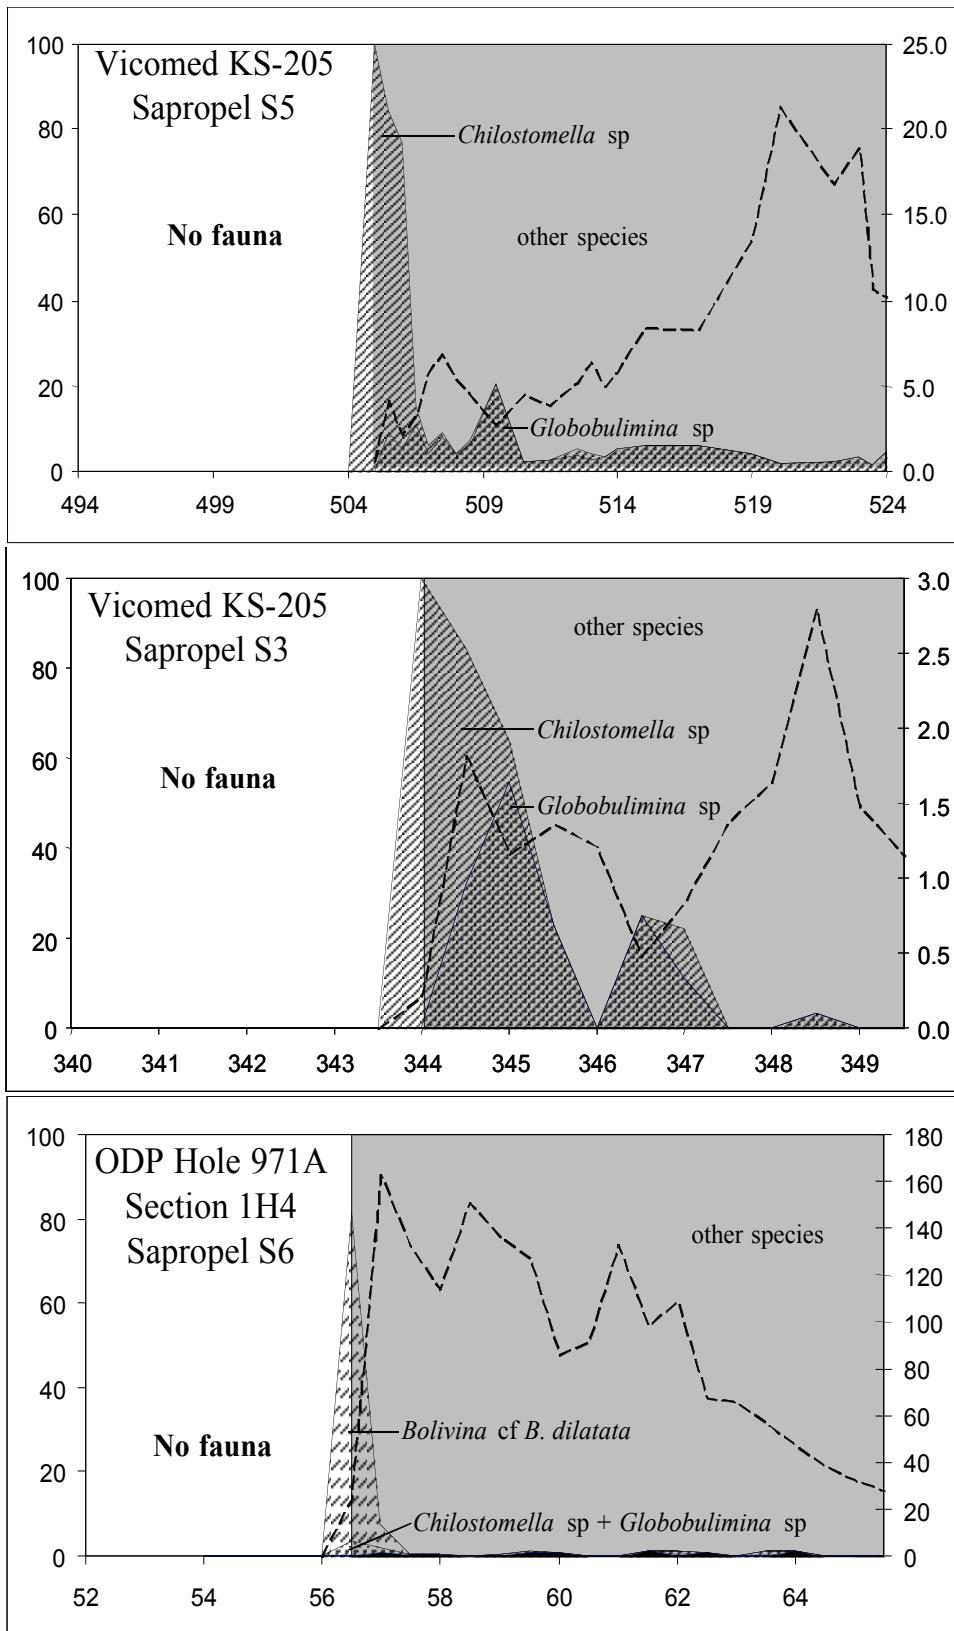 100
80
60
40
20
0
Vicomed KS-205
Sapropel S5
No fauna
Chilostomella sp
other species
Globobulimina sp
25.0
20.0
15.0
10.0
5.0
0.0
494 499 504 509 514 519 524
100
80
60
40
20
0
Vicomed KS-205
Sapropel S3
No fauna
other species
Chilostomella sp
Globobulimina sp
3.0
2.5
2.0
1.5
1.0
0.5
0.0
340 341 342 343 344 345 346 347 348 349
100
80
60
40
20
0
ODP Hole 971A
Section 1H4
Sapropel S6
No fauna
other species
Bolivina cf B. dilatata
Chilostomella sp + Globobulimina sp
180
160
140
120
100
80
60
40
20
0
52 54 56 58 60 62 64